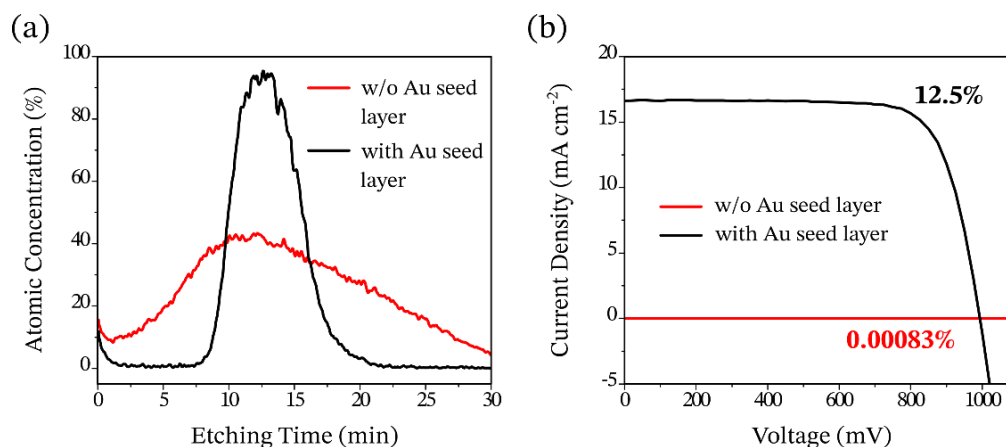 (a)
100
80
60
40
20
0
Atomic Concentration (%)
w/o Au seed
layer
with Au seed
layer
0
5
10
15
20
25
30
Etching Time (min)
(b)
20
15
10
5
0
-5
Current Density (mA cm⁻²)
12.5%
w/o Au seed layer
with Au seed layer
0.00083%
0
200
400
600
800
1000
Voltage (mV)